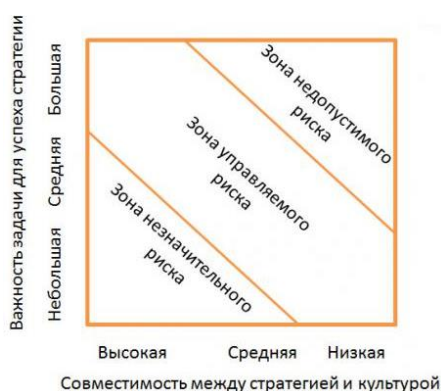 Важность задачи для успеха стратегии
Большая
Средняя
Небольшая
Зона недопустимого
риска
Зона управляемого
риска
Зона незначительного
риска
Высокая Средняя Низкая
Совместимость между стратегией и культурой